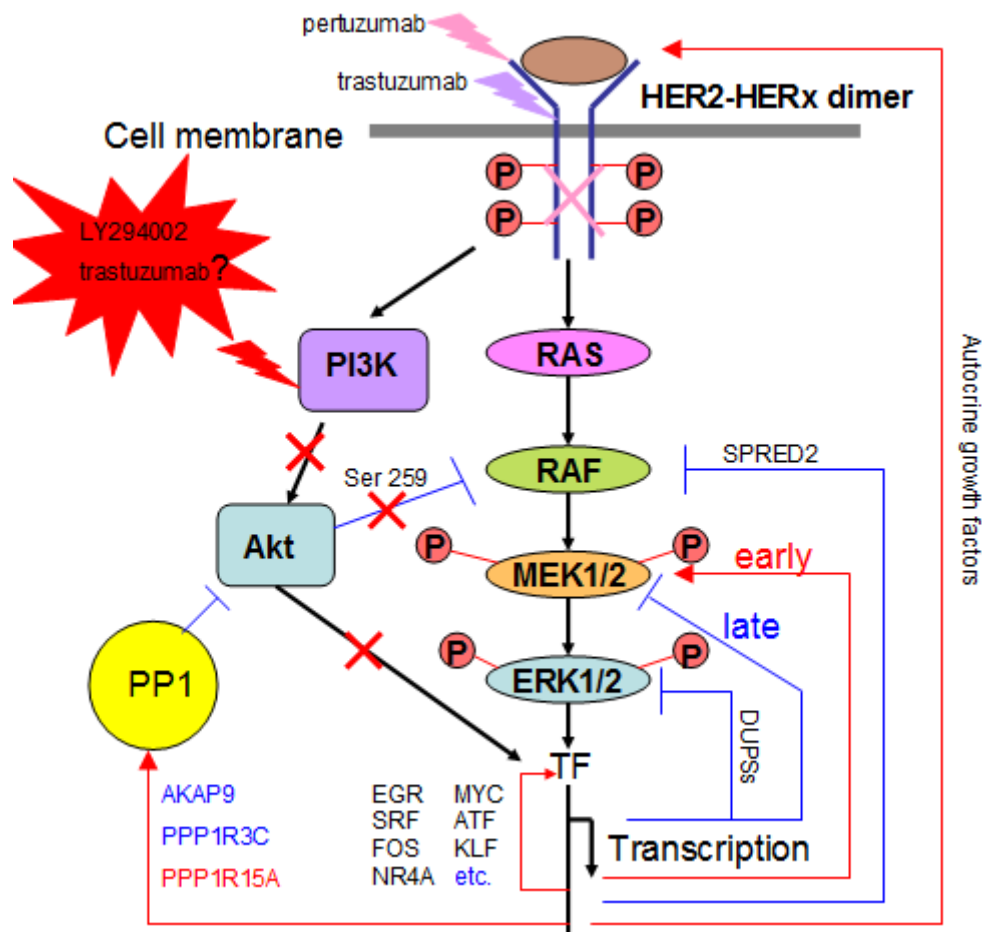 pertuzumab
trastuzumab
HER2-HERx dimer
Cell membrane
P
P
P
P
LY294002
trastuzumab?
PI3K
RAS
Autocrine growth factors
SPRED2
RAF
Ser 259
Akt
P
P
MEK1/2
early
late
P
P
ERK1/2
PP1
DUPSs
TF
AKAP9
PPP1R3C
PPP1R15A
EGR MYC
SRF ATF
FOS KLF
NR4A etc.
Transcription